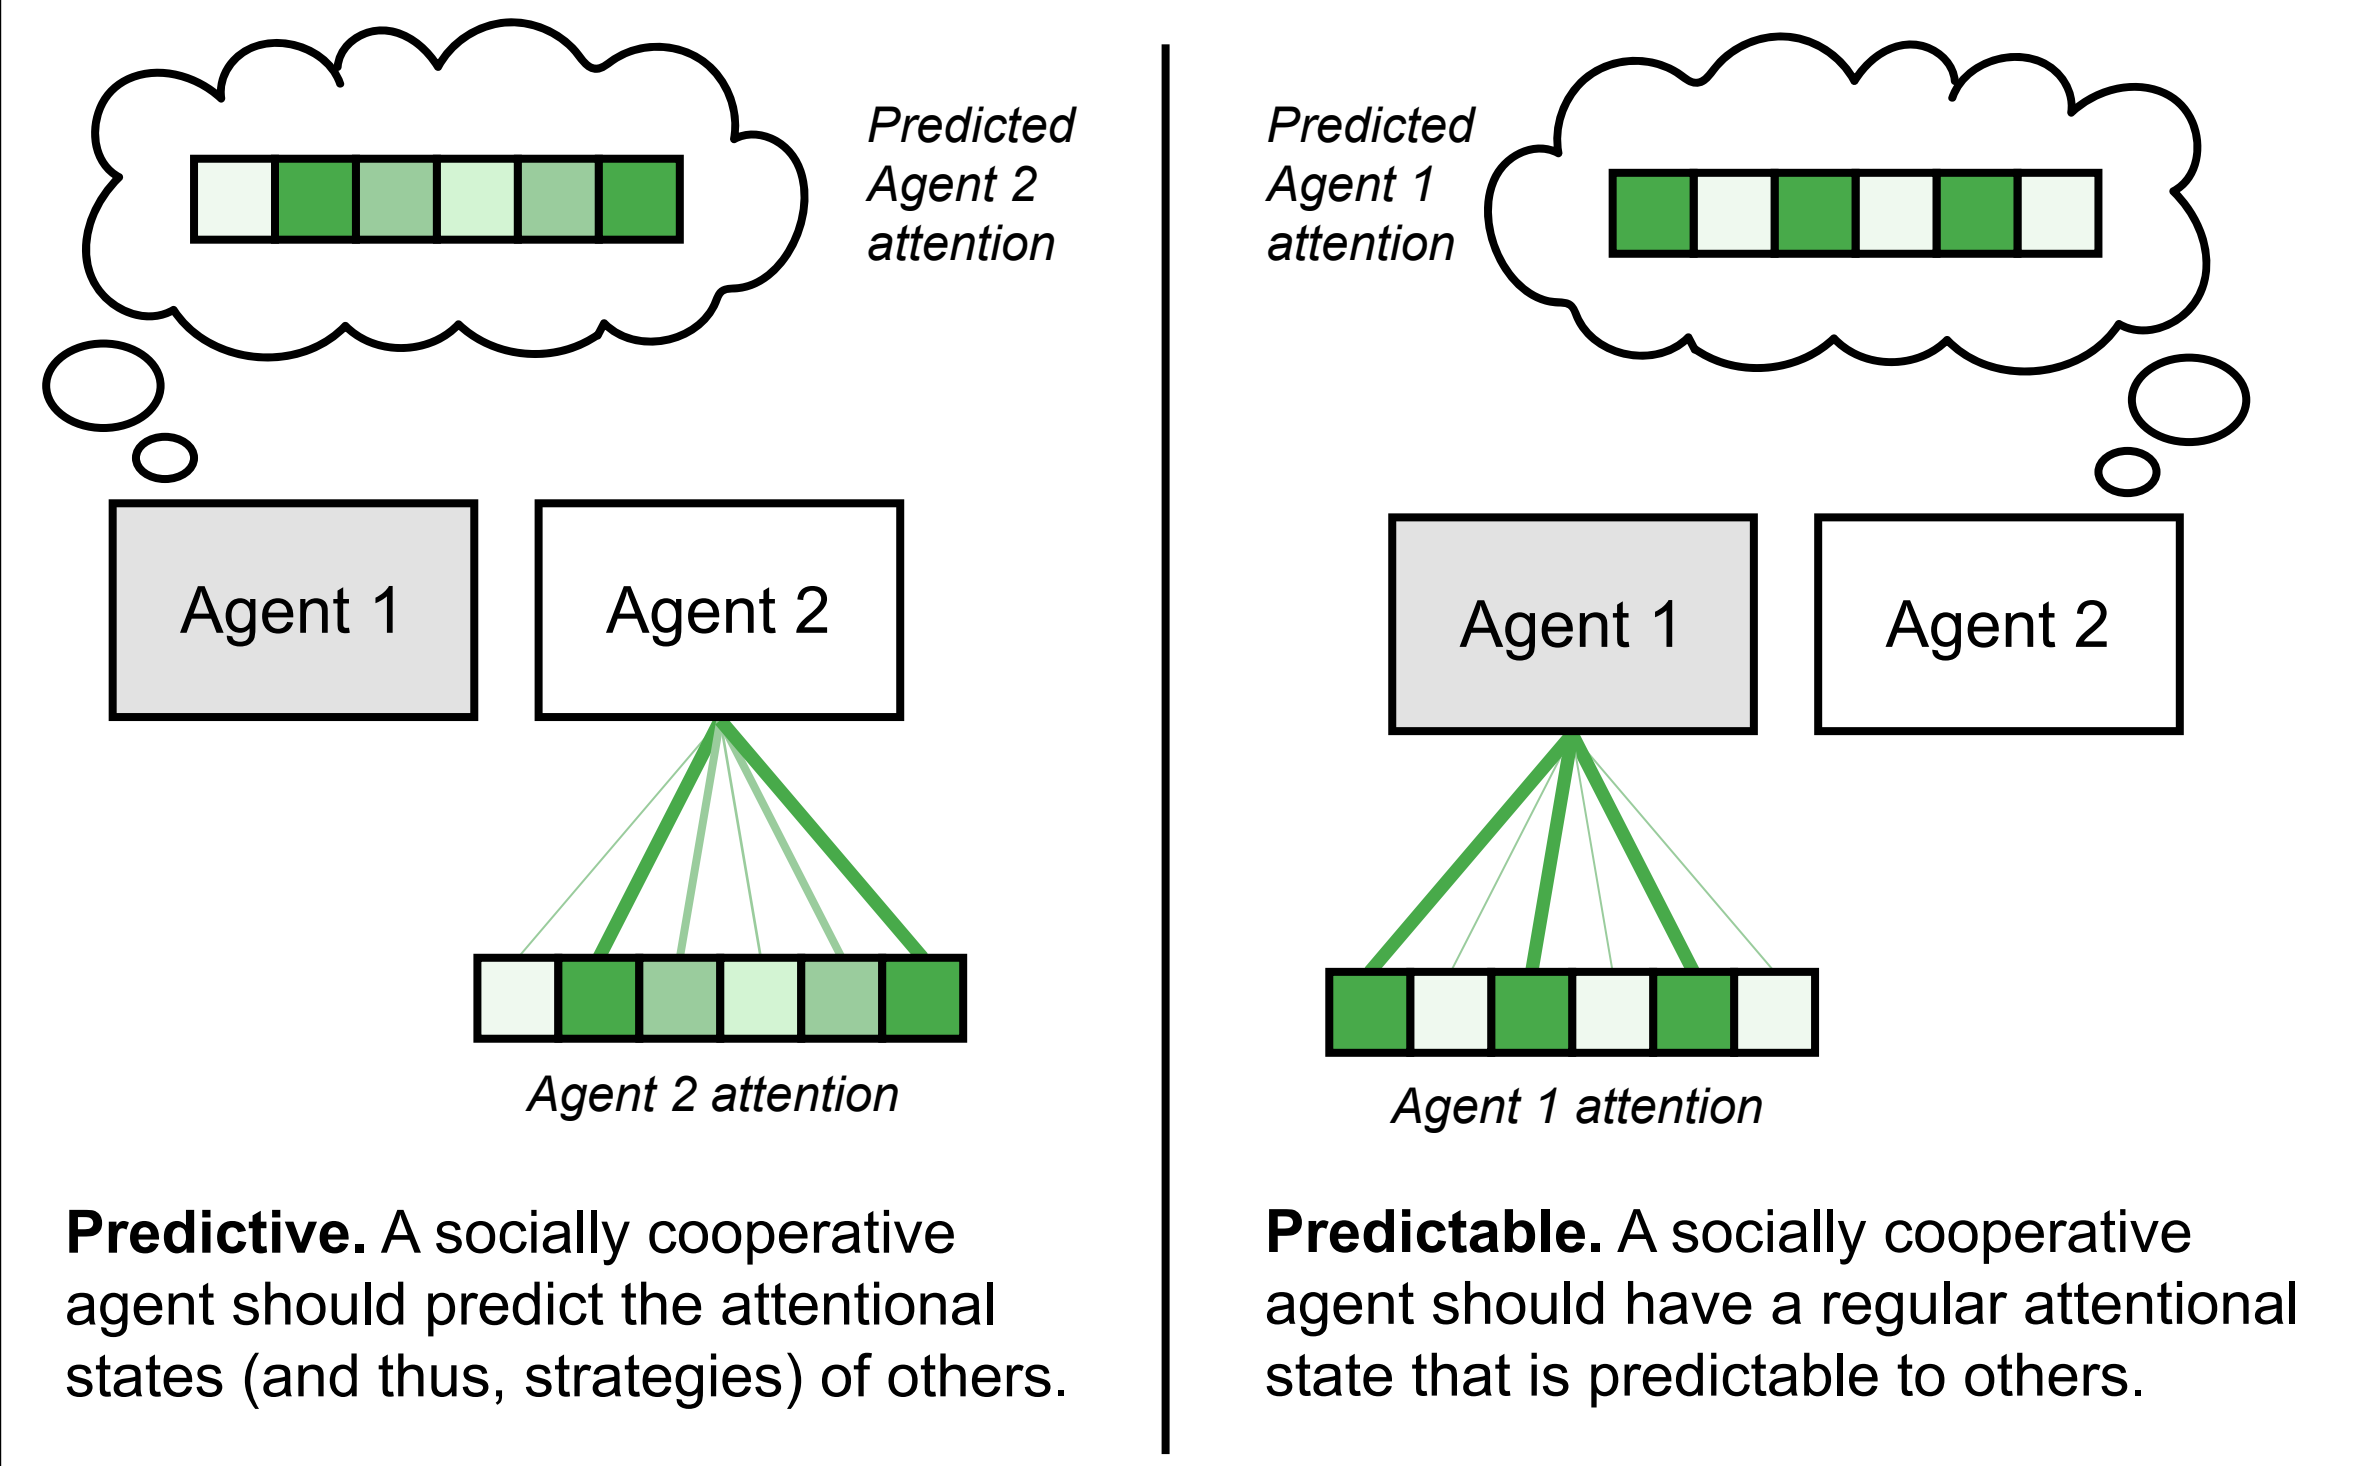 Predicted
Agent 2
attention
Agent 1
Agent 2
Agent 2 attention
Predictive. A socially cooperative
agent should predict the attentional
states (and thus, strategies) of others.
Predicted
Agent 1
attention
Agent 1
Agent 2
Agent 1 attention
Predictable. A socially cooperative
agent should have a regular attentional
state that is predictable to others.